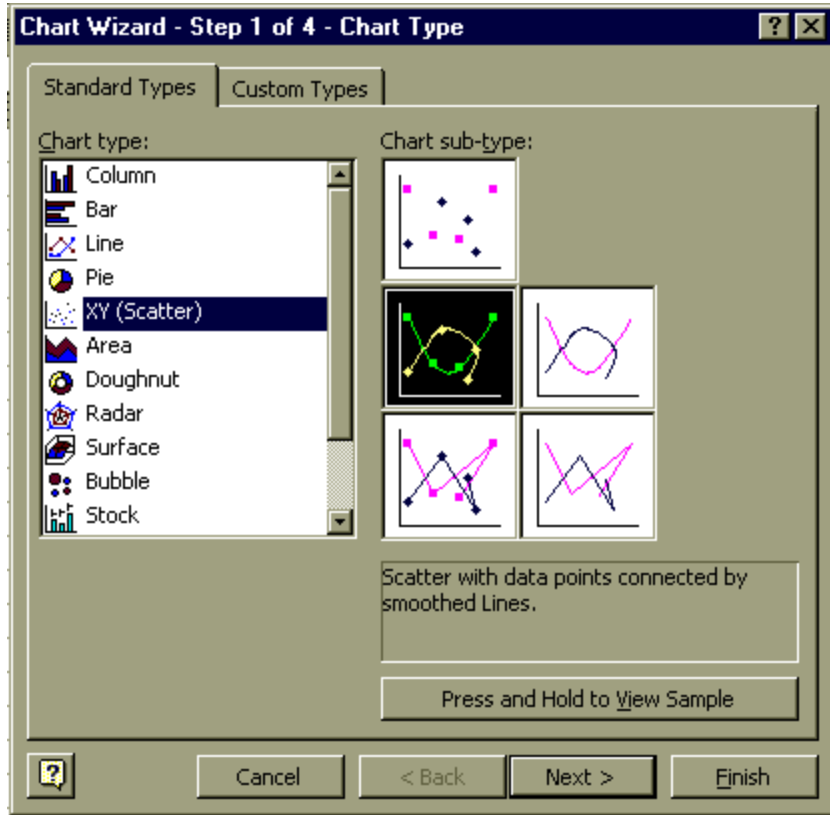 Chart Wizard - Step 1 of 4 - Chart Type
Standard Types
Custom Types
Chart type:
Column
Bar
Line
Pie
XY (Scatter)
Area
Doughnut
Radar
Surface
Bubble
Stock
Chart sub-type:
Scatter with data points connected by
smoothed Lines.
Press and Hold to View Sample
Cancel
< Back
Next >
Finish